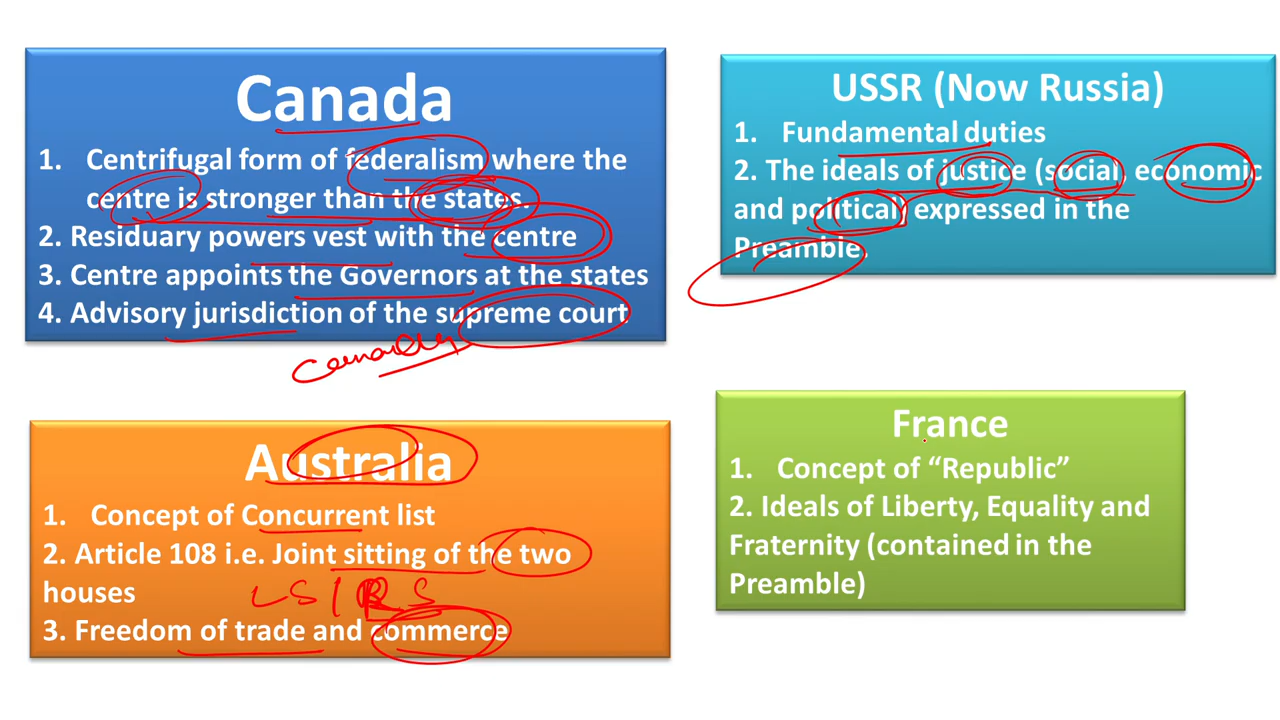 Canada
1. Centrifugal form of federalism where the
centre is stronger than the states.
2. Residuary powers vest with the centre
3. Centre appoints the Governors at the states
4. Advisory jurisdiction of the supreme court
USSR (Now Russia)
1. Fundamental duties
2. The ideals of justice (social, economic
and political) expressed in the
Preamble.
Australia
1. Concept of Concurrent list
2. Article 108 i.e. Joint sitting of the two
houses
LS / RS
3. Freedom of trade and commerce
France
1. Concept of “Republic”
2. Ideals of Liberty, Equality and
Fraternity (contained in the
Preamble)